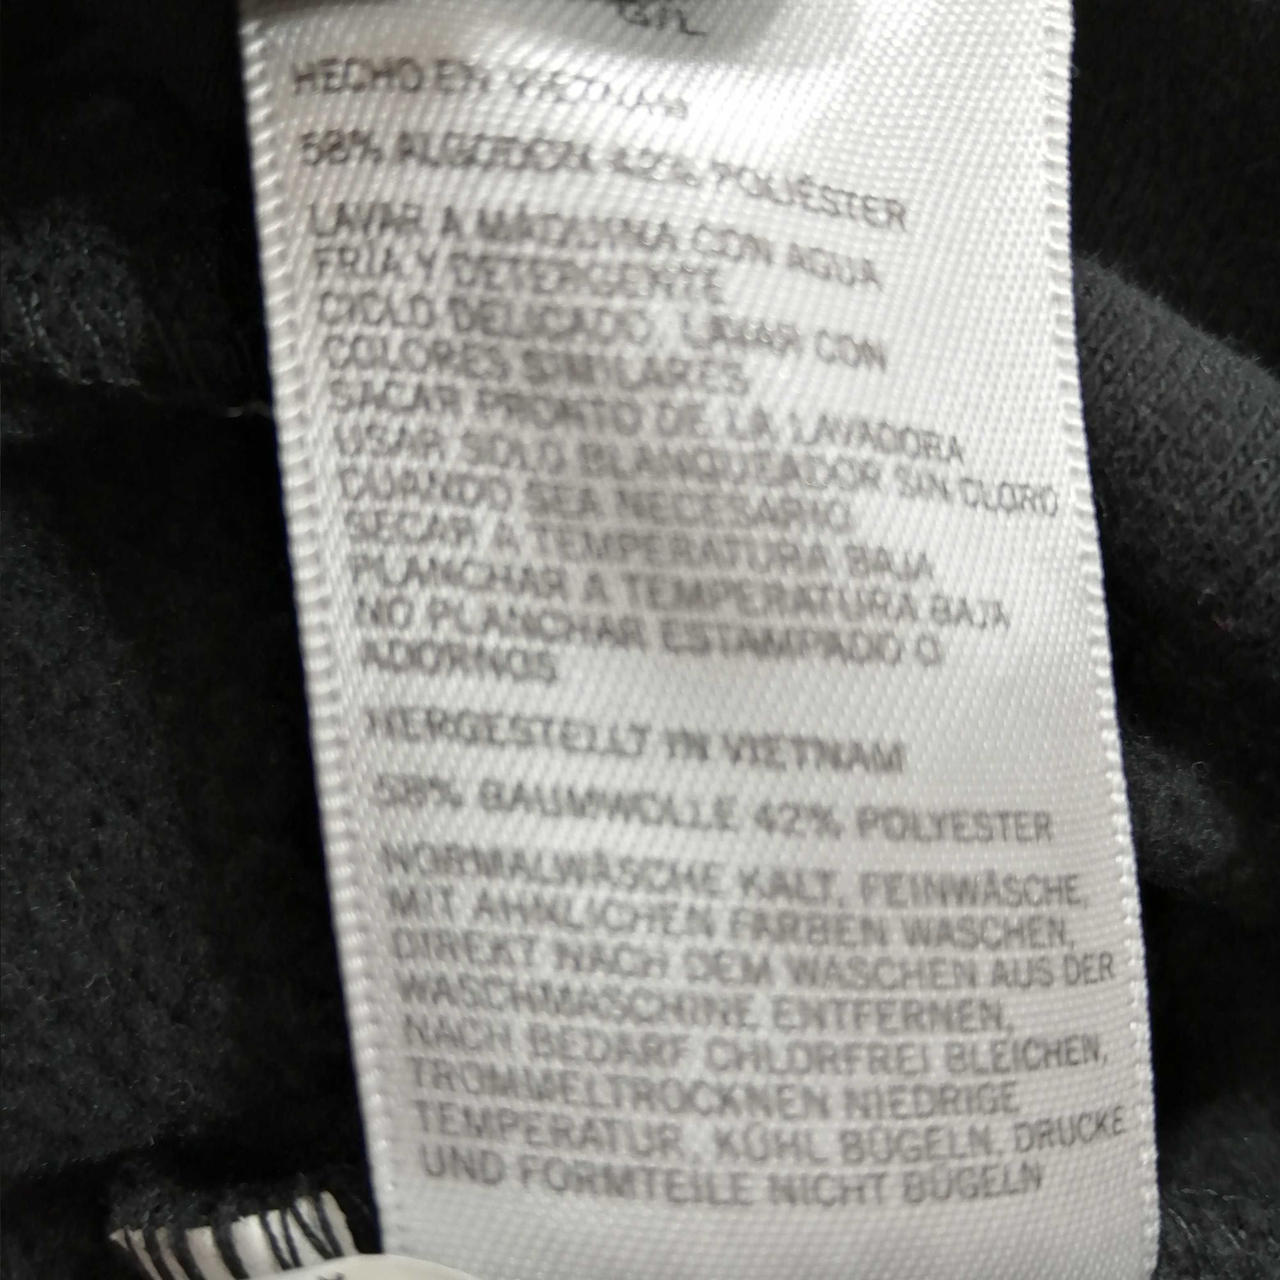 G/L
HECHO EN VIETNAM
58% ALGODÓN 42% POLIÉSTER
LAVAR A MÁQUINA CON AGUA
FRIA Y DETERGENTE
CICLO DELICADO, LAVAR CON
COLORES SIMILARES
SACAR PRONTO DE LA LAVADORA
USAR SOLO BLANQUEADOR SIN CLORO
CUANDO SEA NECESARIO
SECAR A TEMPERATURA BAJA
PLANCHAR A TEMPERATURA BAJA
NO PLANCHAR ESTAMPADO O
ADORNOS
HERGESTELLT IN VIETNAM
58% BAUMWOLLE 42% POLYESTER
NORMALWÄSCHE KALT, FEINWÄSCHE,
MIT ÄHNLICHEN FARBEN WASCHEN,
DIREKT NACH DEM WASCHEN AUS DER
WASCHMASCHINE ENTFERNEN,
NACH BEDARF CHLORFREI BLEICHEN,
TROMMELTROCKNEN NIEDRIGE
TEMPERATUR, KÜHL BÜGELN, DRUCKE
UND FORMTEILE NICHT BÜGELN